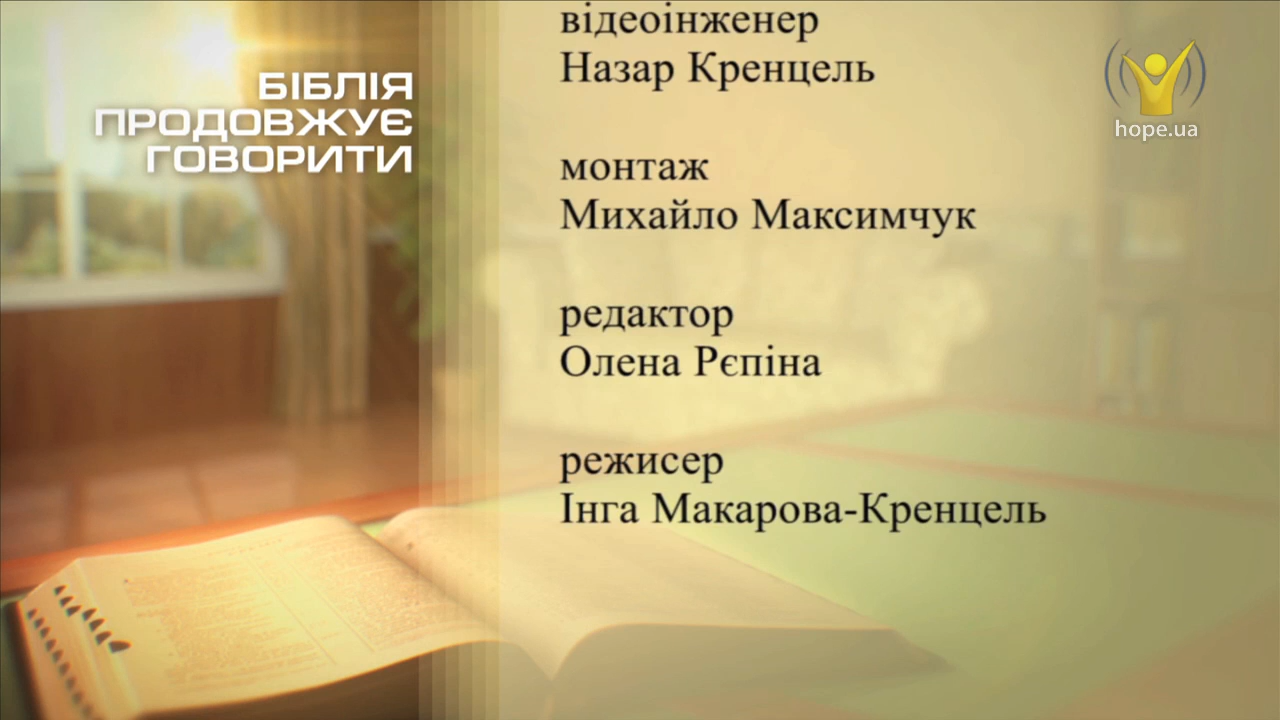 БІБЛІЯ
ПРОДОВЖУЄ
ГОВОРИТИ
відеоінженер
Назар Кренцель
монтаж
Михайло Максимчук
редактор
Олена Рєпіна
режисер
Інга Макарова-Кренцель
hope.ua